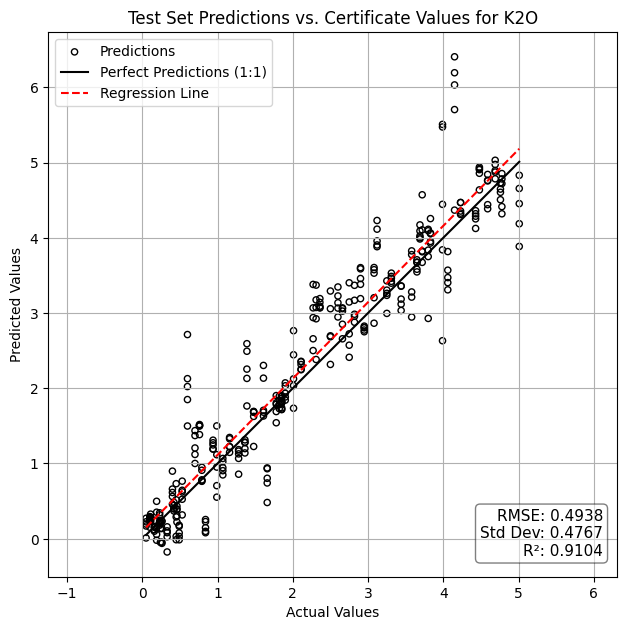 Test Set Predictions vs. Certificate Values for K2O
Predictions
Perfect Predictions (1:1)
Regression Line
6
5
4
3
2
1
0
Predicted Values
RMSE: 0.4938
Std Dev: 0.4767
R²: 0.9104
−1 0 1 2 3 4 5 6
Actual Values